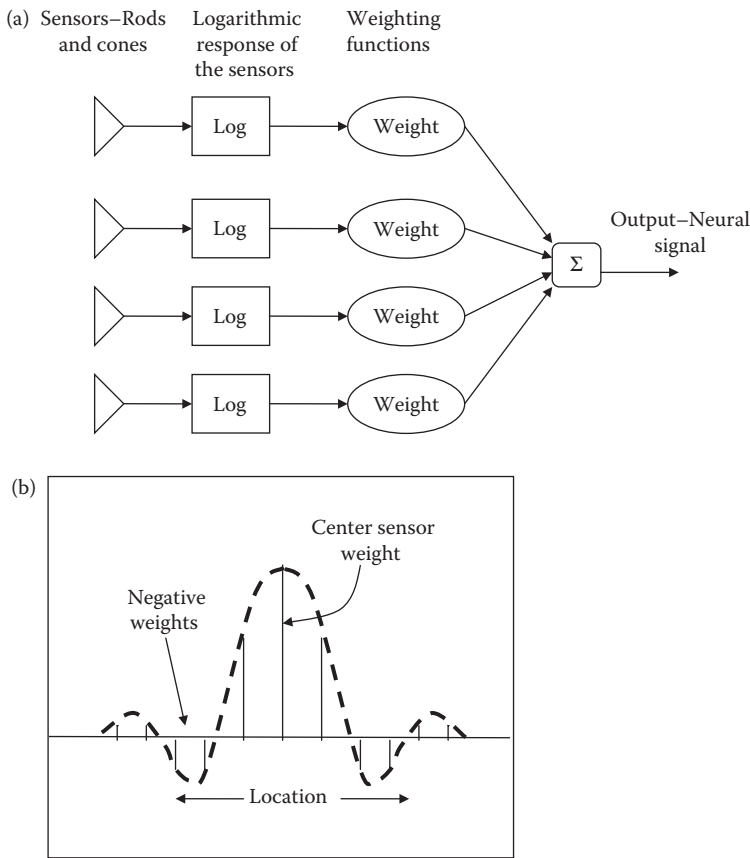 (a) Sensors–Rods
and cones
Logarithmic
response of
the sensors
Weighting
functions
Log
Weight
Log
Weight
Log
Weight
Log
Weight
Σ
Output–Neural
signal
(b)
Center sensor
weight
Negative
weights
Location